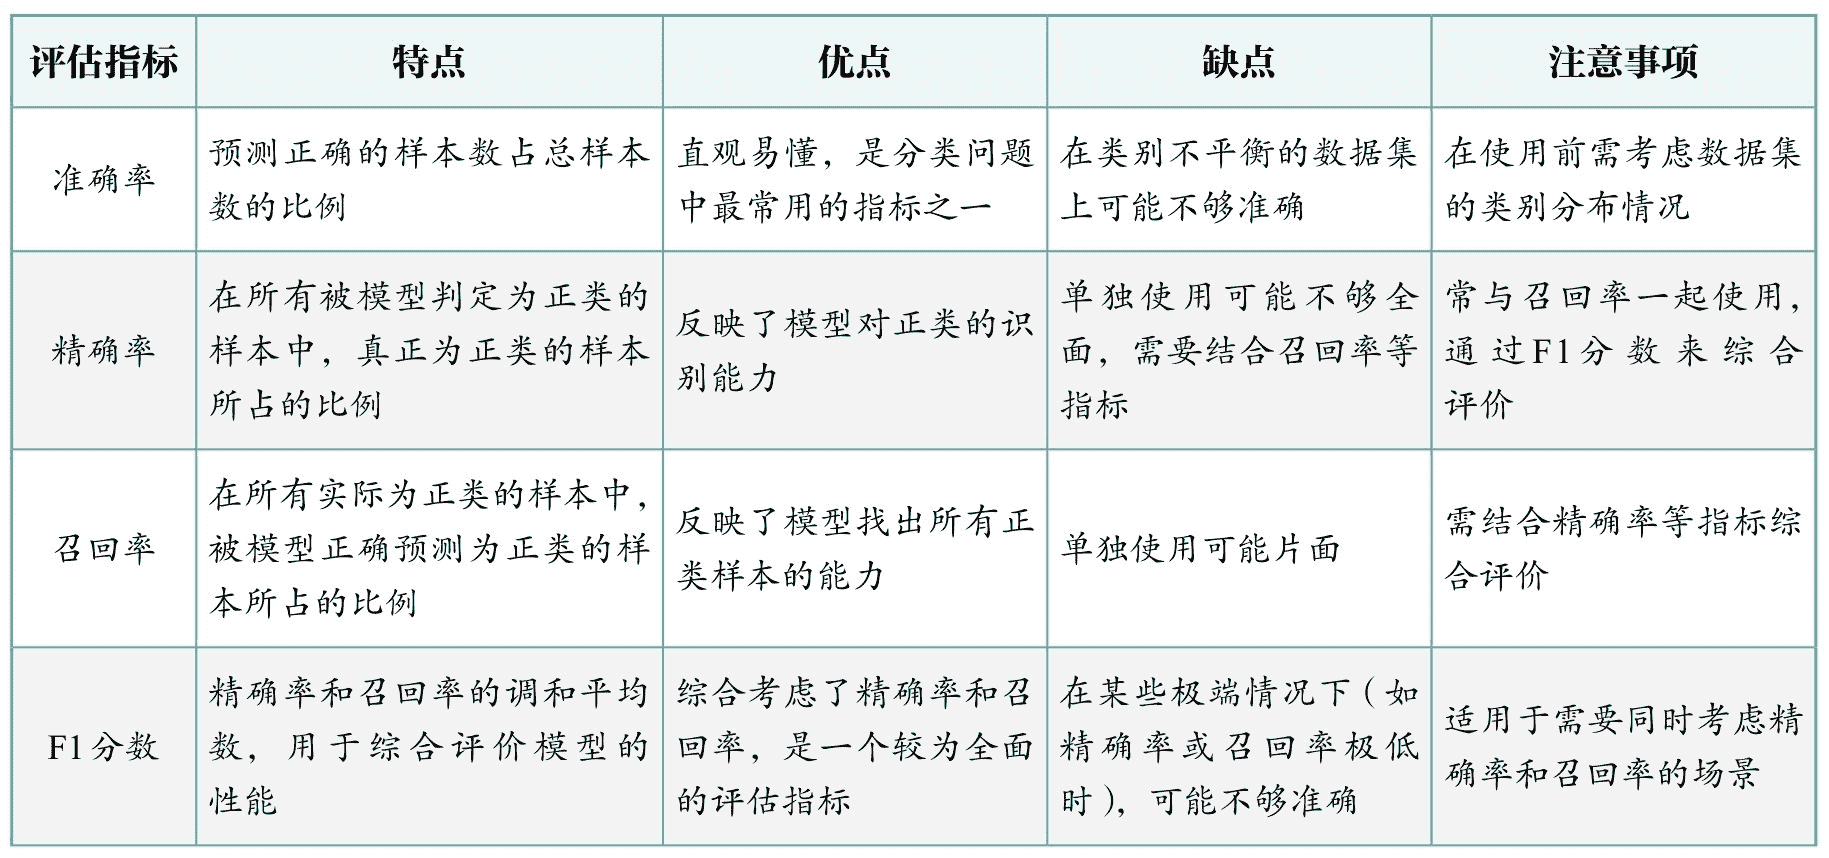 评估指标
特点
优点
缺点
注意事项
准确率
预测正确的样本数占总样本
数的比例
直观易懂，是分类问题
中最常用的指标之一
在类别不平衡的数据集
上可能不够准确
在使用前需考虑数据集
的类别分布情况
精确率
在所有被模型判定为正类的
样本中，真正为正类的样本
所占的比例
反映了模型对正类的识
别能力
单独使用可能不够全
面，需要结合召回率等
指标
常与召回率一起使用，
通过F1分数来综合
评价
召回率
在所有实际为正类的样本中，
被模型正确预测为正类的样
本所占的比例
反映了模型找出所有正
类样本的能力
单独使用可能片面
需结合精确率等指标综
合评价
F1分数
精确率和召回率的调和平均
数，用于综合评价模型的
性能
综合考虑了精确率和召
回率，是一个较为全面
的评估指标
在某些极端情况下（如
精确率或召回率极低
时），可能不够准确
适用于需要同时考虑精
确率和召回率的场景